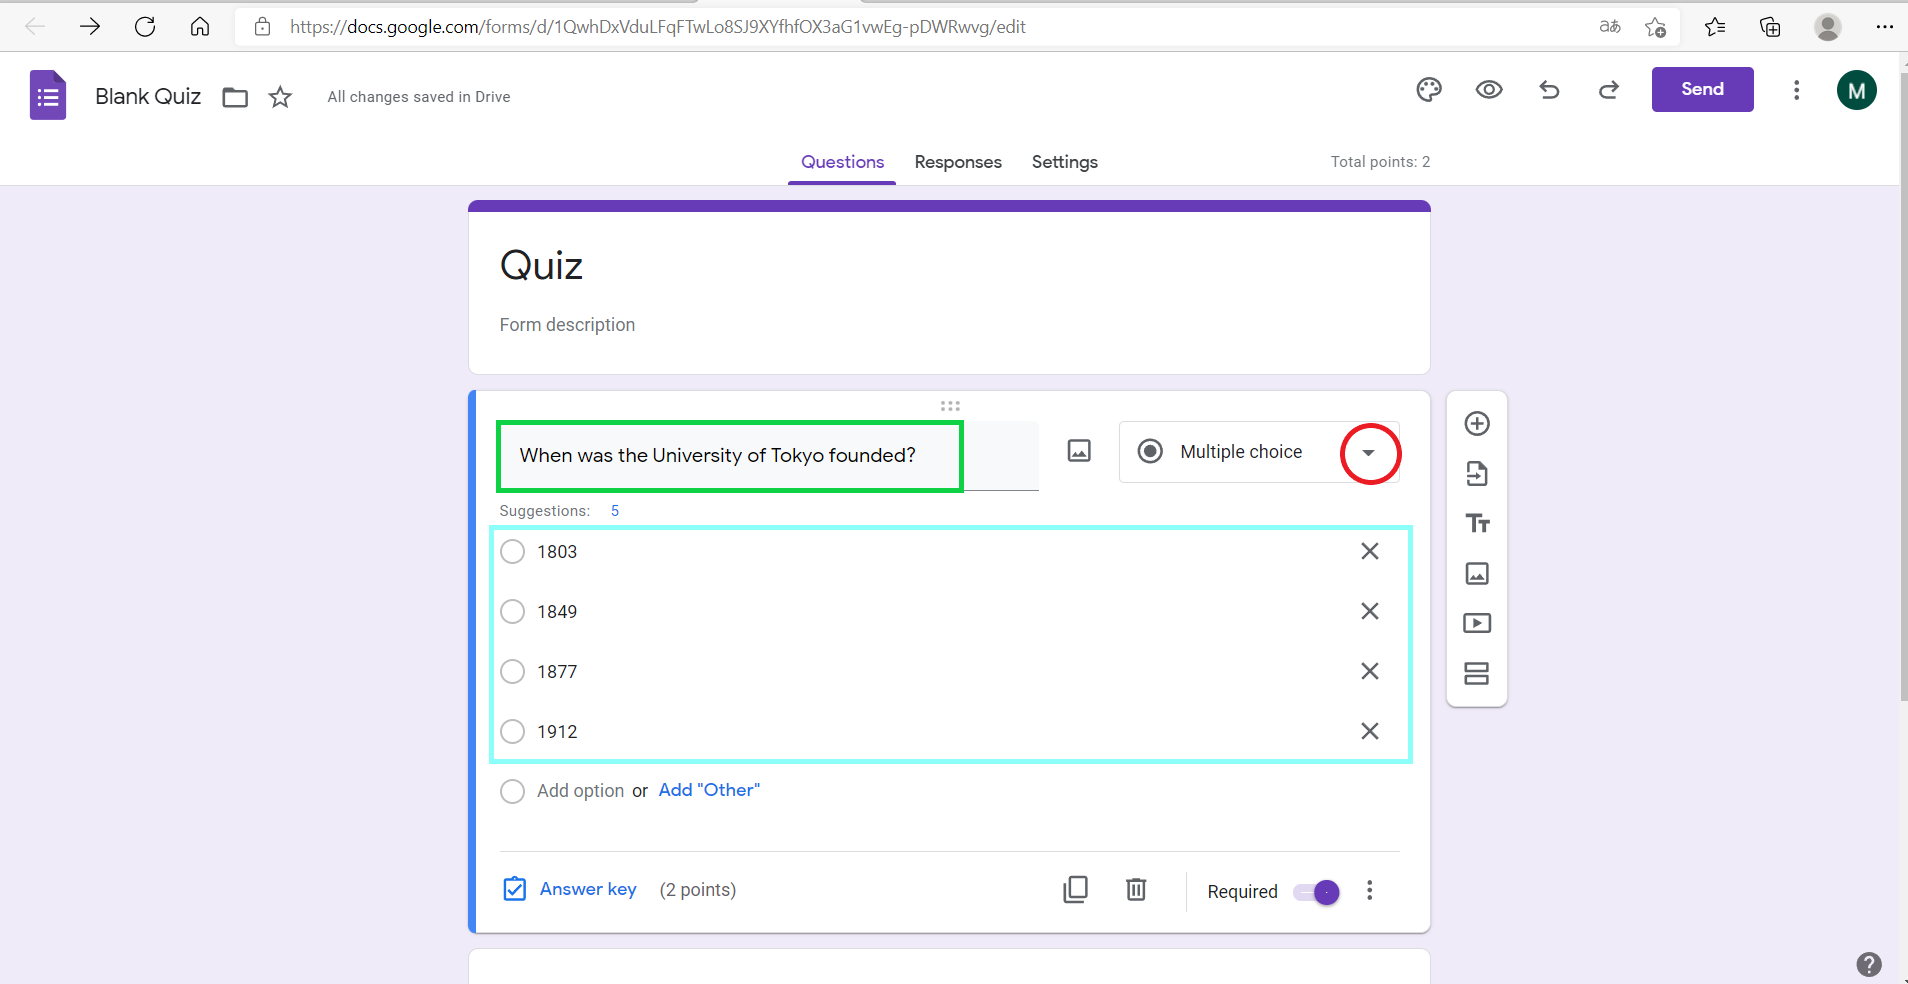 https://docs.google.com/forms/d/1QwhDxVduLFqFTwLo8SJ9XYfhfOX3aG1vwEg-pDWRwvg/edit
aあ
Blank Quiz
All changes saved in Drive
Send
M
Questions Responses Settings
Total points: 2
Quiz
Form description
When was the University of Tokyo founded?
Multiple choice
Suggestions: 5
1803
1849
1877
1912
Add option or Add "Other"
Answer key (2 points)
Required